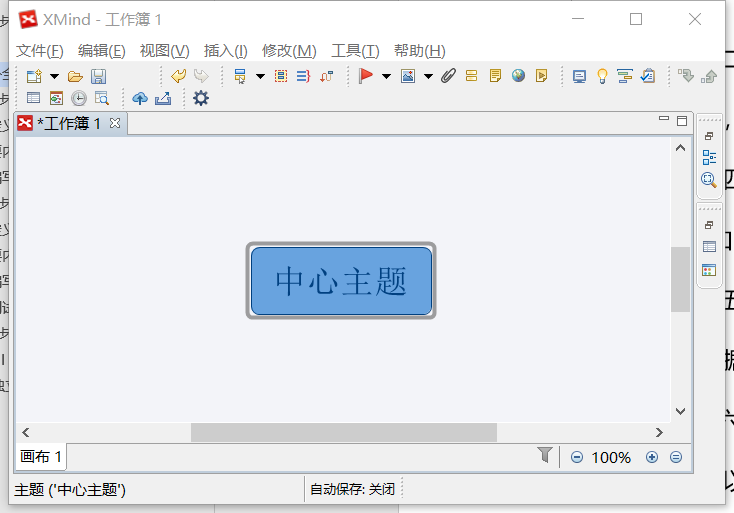 XMind - 工作簿 1
文件(F) 编辑(E) 视图(V) 插入(I) 修改(M) 工具(T) 帮助(H)
*工作簿 1
中心主题
画布 1
100%
主题 ('中心主题')
自动保存: 关闭